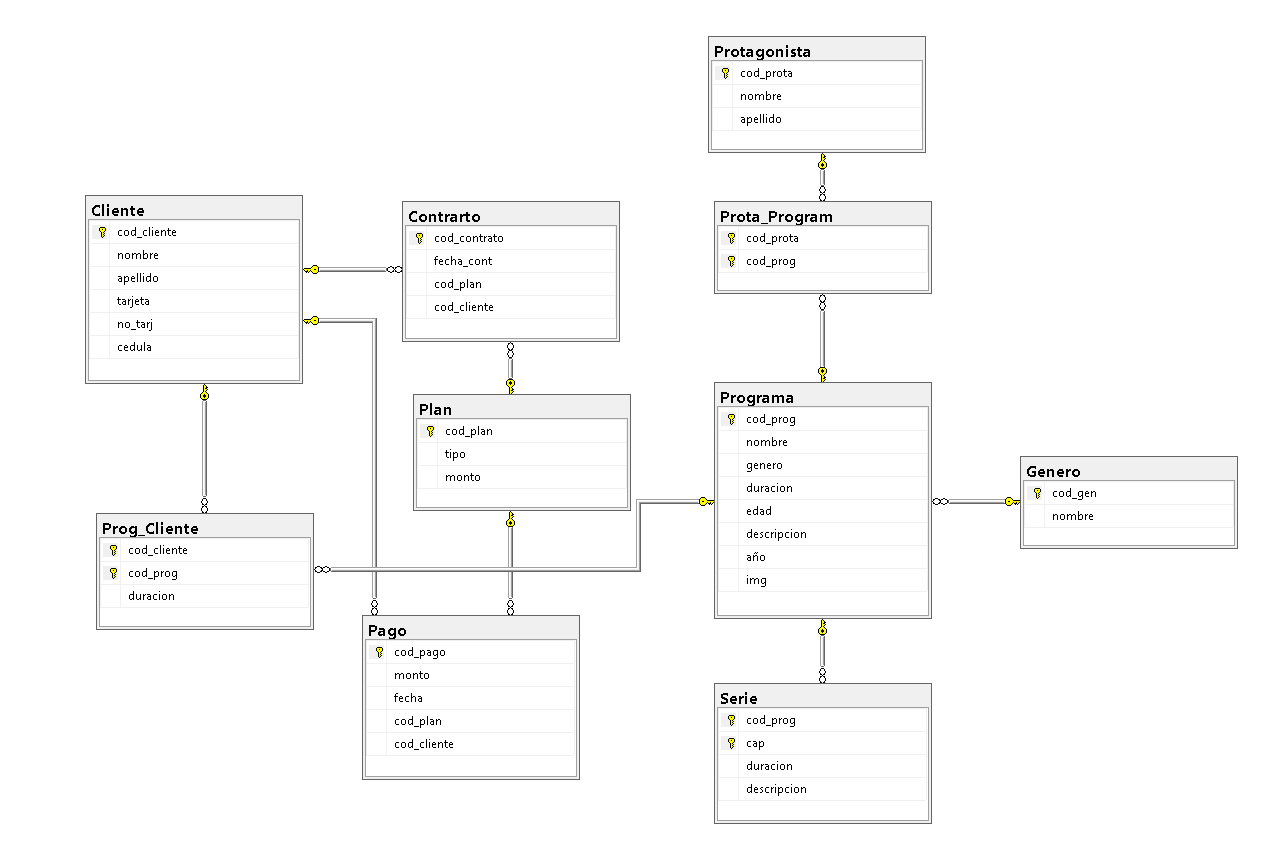 Protagonista
cod_prota
nombre
apellido
Cliente
cod_cliente
nombre
apellido
tarjeta
no_tarj
cedula
Contrarto
cod_contrato
fecha_cont
cod_plan
cod_cliente
Prota_Program
cod_prota
cod_prog
Plan
cod_plan
tipo
monto
Programa
cod_prog
nombre
genero
duracion
edad
descripcion
año
img
Genero
cod_gen
nombre
Prog_Cliente
cod_cliente
cod_prog
duracion
Pago
cod_pago
monto
fecha
cod_plan
cod_cliente
Serie
cod_prog
cap
duracion
descripcion